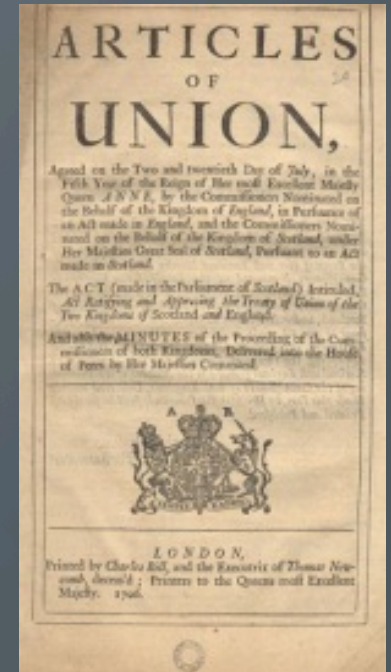 ARTICLES
OF
UNION,
Agreed on the Two and twentieth Day of July, in the
Fifth Year of the Reign of Her most Excellent Majesty
Queen ANNE, by the Commissioners Nominated on
the Behalf of the Kingdom of England, in Pursuance of
an Act made in England, and the Commissioners Nomi-
nated on the Behalf of the Kingdom of Scotland, under
Her Majesties Great Seal of Scotland, Pursuant to an Act
made in Scotland.
The ACT (made in the Parliament of Scotland) Intituled,
Act Ratifying and Approving the Treaty of Union of the
Two Kingdoms of Scotland and England.
And also the MINUTES of the Proceeding of the Com-
missioners of both Kingdoms, Delivered into the House
of Peers by Her Majesties Command.
A R
LONDON,
Printed by Charles Bill, and the Executrix of Thomas New-
comb, deceas'd; Printers to the Queens most Excellent
Majesty. 1706.